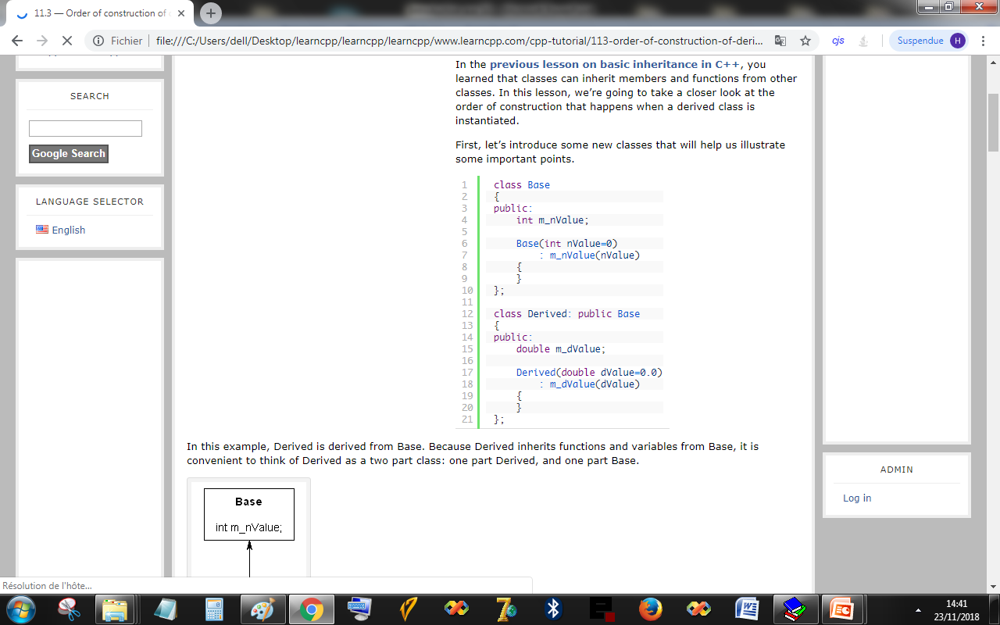 11.3 — Order of construction of
Fichier
file:///C:/Users/dell/Desktop/learncpp/learncpp/learncpp/www.learncpp.com/cpp-tutorial/113-order-of-construction-of-deri...
cjs
Suspendue
H
SEARCH
Google Search
LANGUAGE SELECTOR
English
In the previous lesson on basic inheritance in C++, you
learned that classes can inherit members and functions from other
classes. In this lesson, we’re going to take a closer look at the
order of construction that happens when a derived class is
instantiated.
First, let’s introduce some new classes that will help us illustrate
some important points.
1 class Base
2 {
3 public:
4 int m_nValue;
5
6 Base(int nValue=0)
7 : m_nValue(nValue)
8 {
9 }
10 };
11
12 class Derived: public Base
13 {
14 public:
15 double m_dValue;
16
17 Derived(double dValue=0.0)
18 : m_dValue(dValue)
19 {
20 }
21 };
In this example, Derived is derived from Base. Because Derived inherits functions and variables from Base, it is
convenient to think of Derived as a two part class: one part Derived, and one part Base.
Base
int m_nValue;
ADMIN
Log in
Résolution de l'hôte...
14:41
23/11/2018